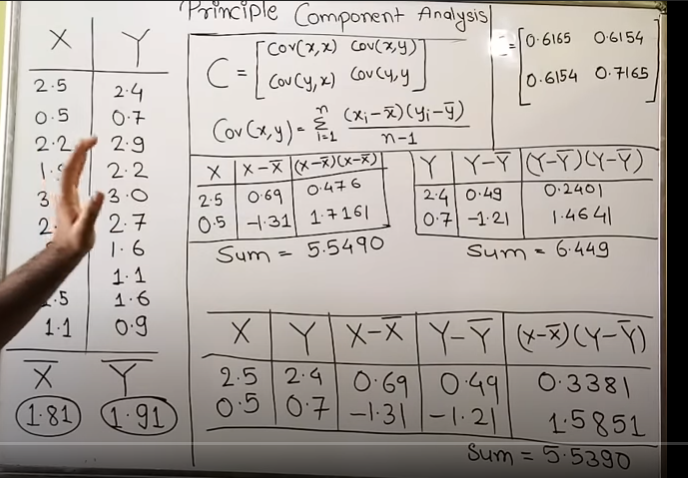 Principle Component Analysis
X Y
2.5 2.4
0.5 0.7
2.2 2.9
2.2
3 3.0
2. 2.7
1.6
1.1
.5 1.6
1.1 0.9
X̄ Ȳ
1.81 1.91
C = [Cov(x,x) Cov(x,y)
Cov(y,x) Cov(y,y]
Cov(x,y) = Σⁿᵢ₌₁ (xᵢ-x̄)(yᵢ-ȳ) / n-1
= [0.6165 0.6154
0.6154 0.7165]
X X-X̄ (X-X̄)(X-X̄)
2.5 0.69 0.476
0.5 -1.31 1.7161
Sum = 5.5490
Y Y-Ȳ (Y-Ȳ)(Y-Ȳ)
2.4 0.49 0.2401
0.7 -1.21 1.4641
Sum = 6.449
X Y X-X̄ Y-Ȳ (X-X̄)(Y-Ȳ)
2.5 2.4 0.69 0.49 0.3381
0.5 0.7 -1.31 -1.21 1.5851
Sum = 5.5390